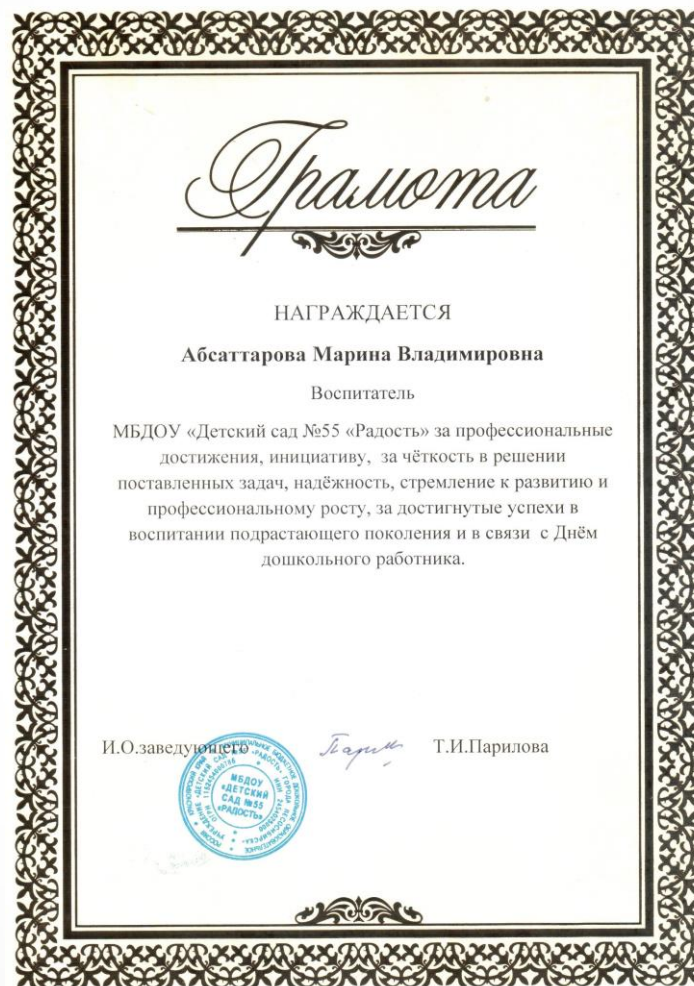 Грамота
НАГРАЖДАЕТСЯ
Абсаттарова Марина Владимировна
Воспитатель
МБДОУ «Детский сад №55 «Радость» за профессиональные
достижения, инициативу, за чёткость в решении
поставленных задач, надёжность, стремление к развитию и
профессиональному росту, за достигнутые успехи в
воспитании подрастающего поколения и в связи с Днём
дошкольного работника.
И.О.заведующего
Т.И.Парилова
МБДОУ
«ДЕТСКИЙ
САД №55
«РАДОСТЬ»